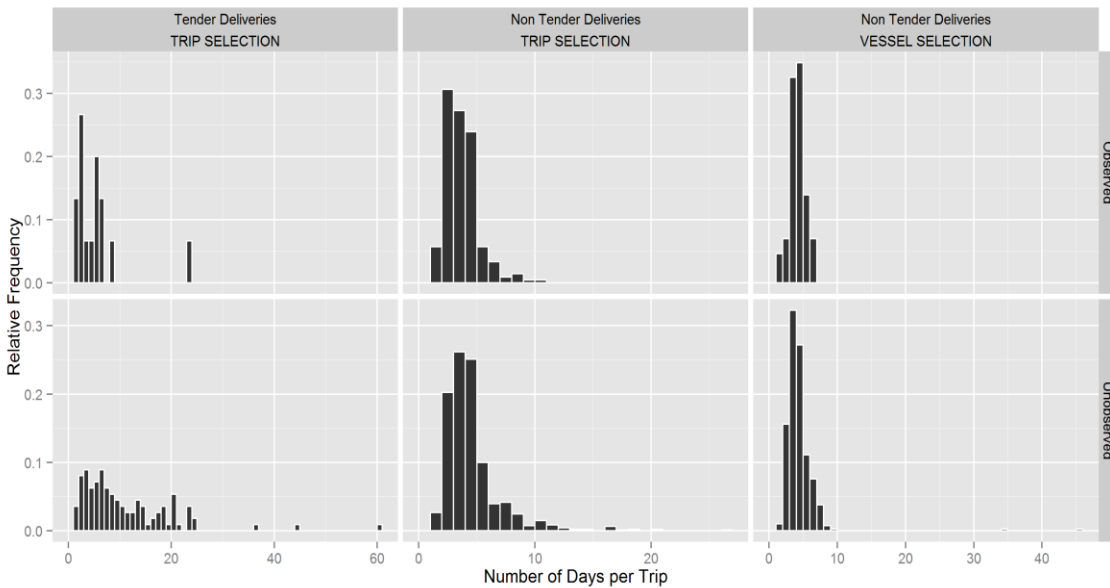 Tender Deliveries
TRIP SELECTION
Non Tender Deliveries
TRIP SELECTION
Non Tender Deliveries
VESSEL SELECTION
Relative Frequency
0.3
0.2
0.1
0.0
Observed
0.3
0.2
0.1
0.0
Unobserved
0 20 40 60
0 10 20
0 10 20 30 40
Number of Days per Trip